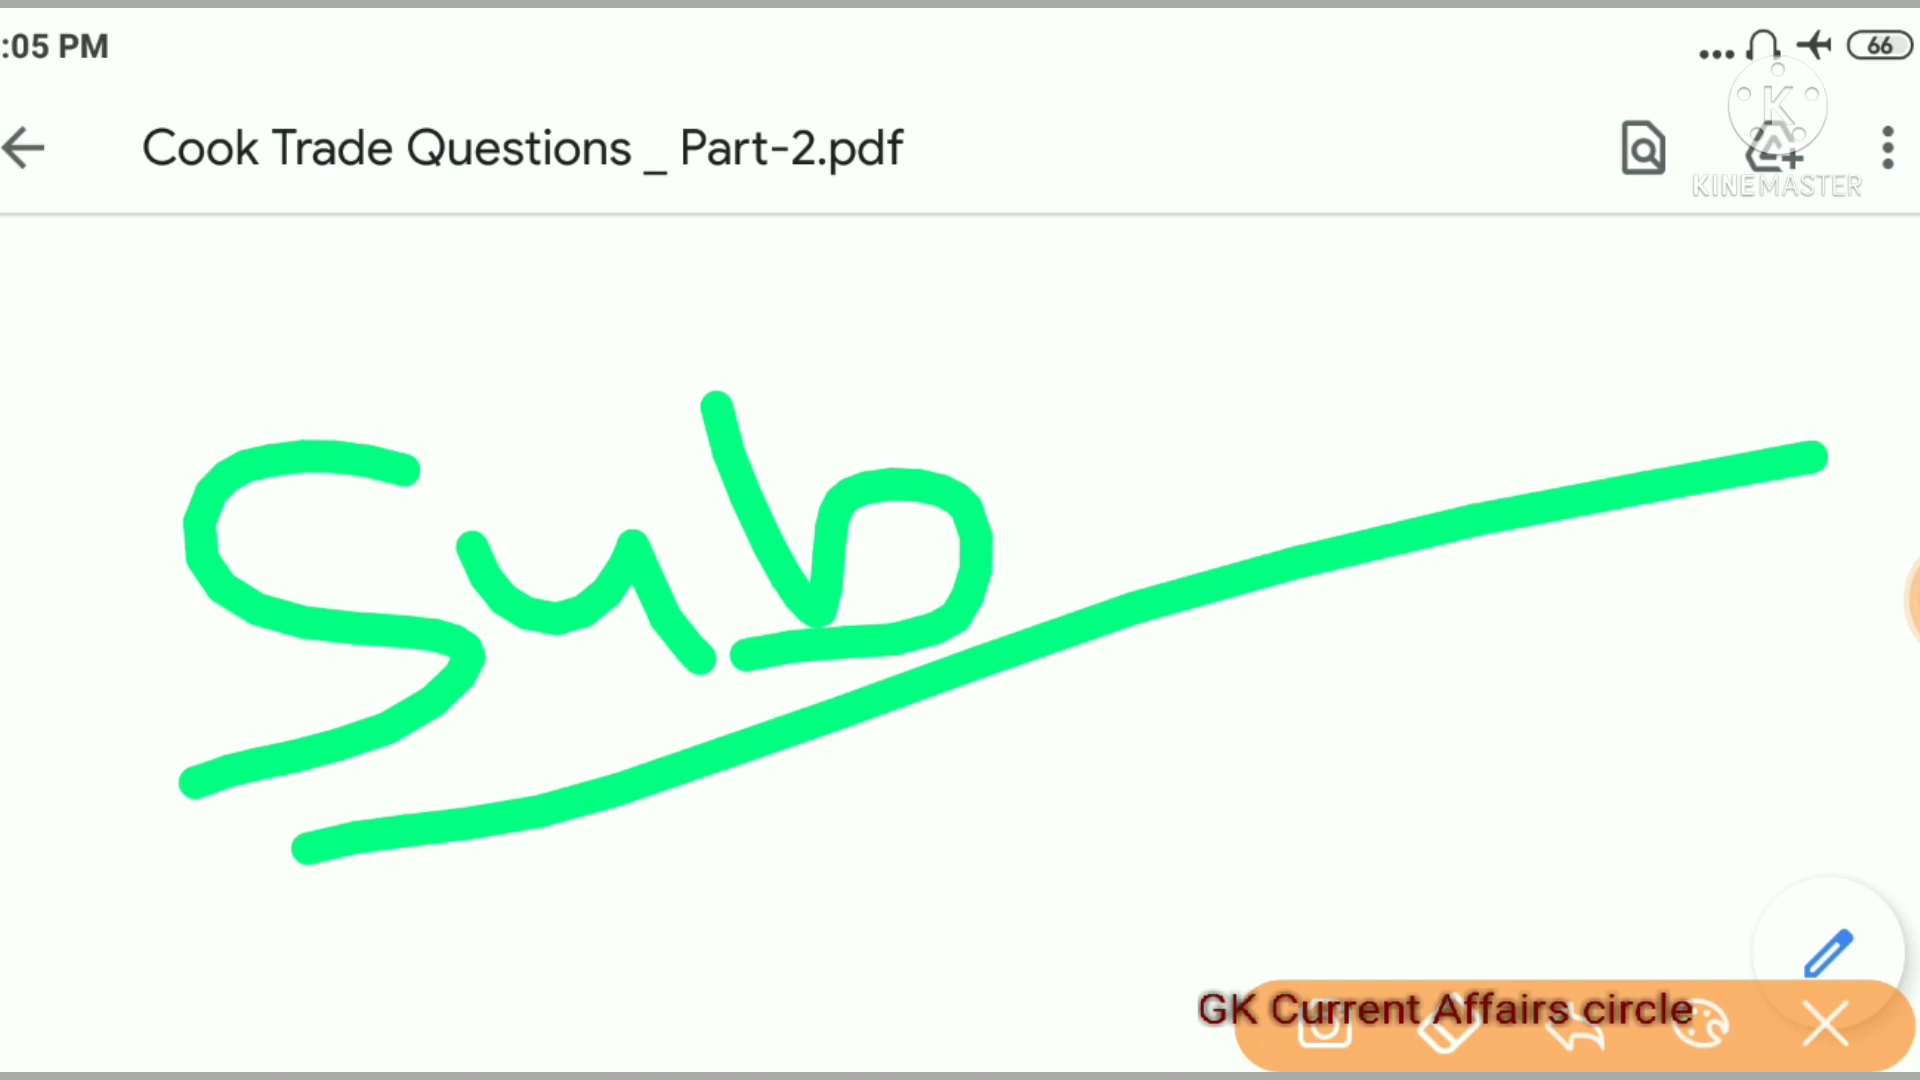 :05 PM
66
Cook Trade Questions _ Part-2.pdf
K
KINEMASTER
Sub
GK Current Affairs circle